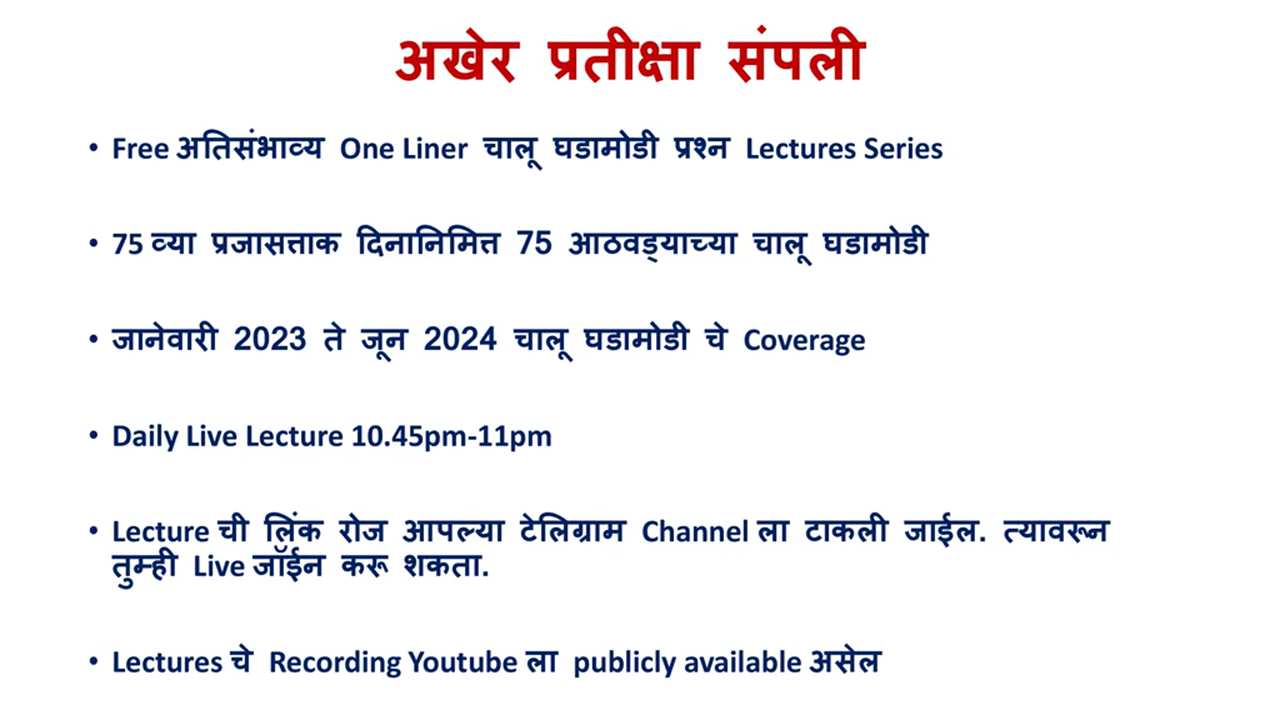 अखेर प्रतीक्षा संपली
• Free अतिसंभाव्य One Liner चालू घडामोडी प्रश्न Lectures Series
• 75 व्या प्रजासत्ताक दिनानिमित्त 75 आठवड्याच्या चालू घडामोडी
• जानेवारी 2023 ते जून 2024 चालू घडामोडी चे Coverage
• Daily Live Lecture 10.45pm-11pm
• Lecture ची लिंक रोज आपल्या टेलिग्राम Channel ला टाकली जाईल. त्यावरून
तुम्ही Live जॉईन करू शकता.
• Lectures चे Recording Youtube ला publicly available असेल